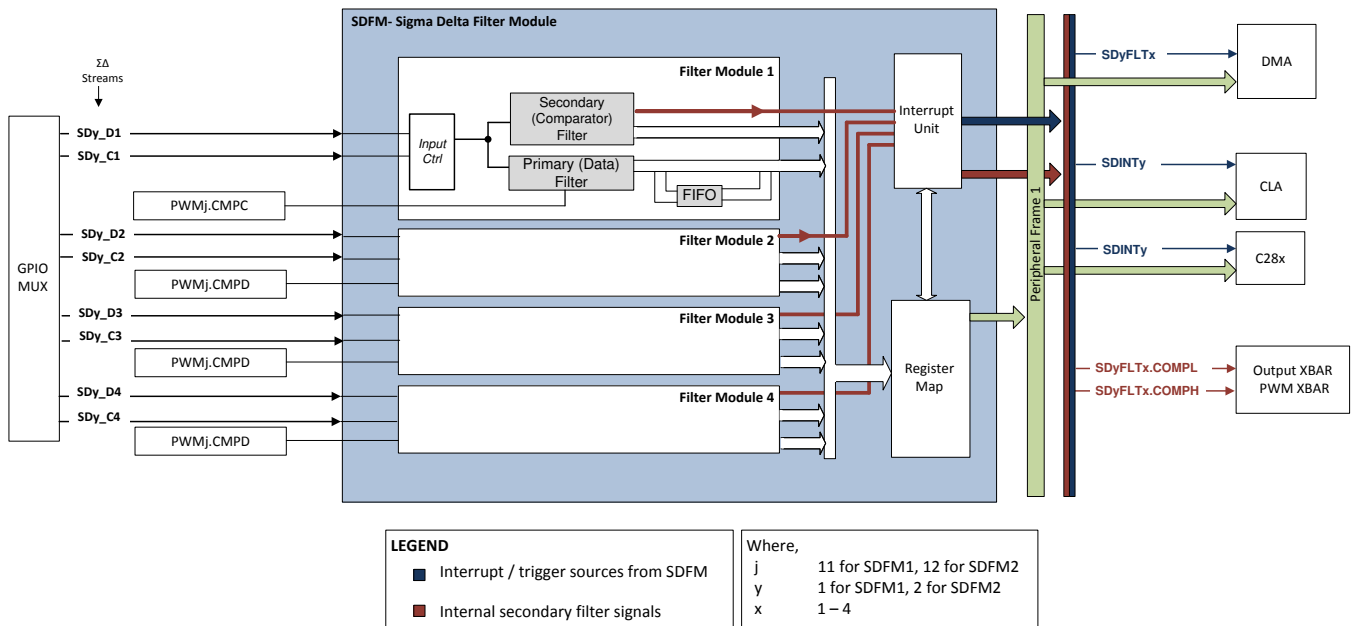 SDFM- Sigma Delta Filter Module
ΣΔ
Streams
GPIO
MUX
SDy_D1
SDy_C1
PWMj.CMPC
SDy_D2
SDy_C2
PWMj.CMPD
SDy_D3
SDy_C3
PWMj.CMPD
SDy_D4
SDy_C4
PWMj.CMPD
Filter Module 1
Input
Ctrl
Secondary
(Comparator)
Filter
Primary (Data)
Filter
FIFO
Filter Module 2
Filter Module 3
Filter Module 4
Interrupt
Unit
Register
Map
Peripheral Frame 1
SDyFLTx
DMA
SDINTy
CLA
SDINTy
C28x
SDyFLTx.COMPL
SDyFLTx.COMPH
Output XBAR
PWM XBAR
LEGEND
Interrupt / trigger sources from SDFM
Internal secondary filter signals
Where,
j 11 for SDFM1, 12 for SDFM2
y 1 for SDFM1, 2 for SDFM2
x 1 – 4